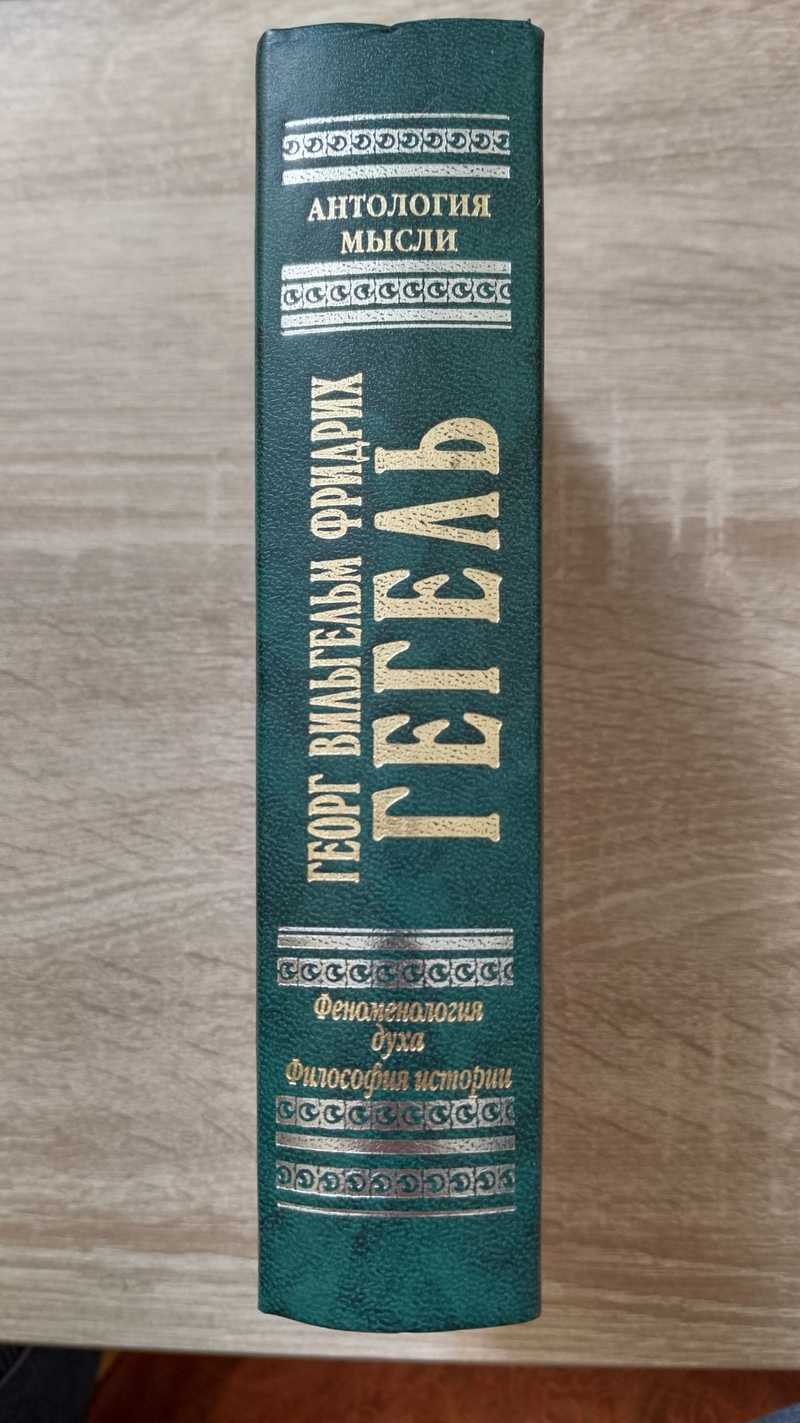 АНТОЛОГИЯ
МЫСЛИ
ГЕОРГ ВИЛЬГЕЛЬМ ФРИДРИХ
ГЕГЕЛЬ
Феноменология
духа
Философия истории